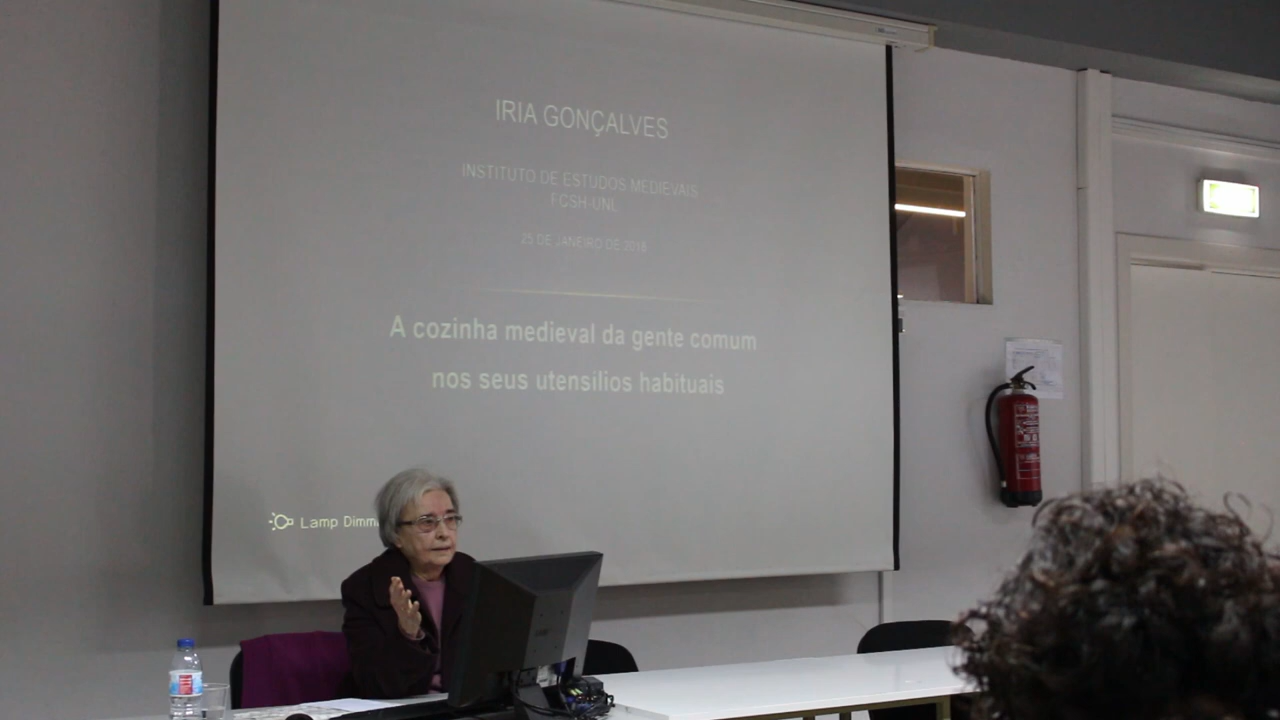 IRIA GONÇALVES
INSTITUTO DE ESTUDOS MEDIEVAIS
FCSH-UNL
25 DE JANEIRO DE 2018
A cozinha medieval da gente comum
nos seus utensilios habituais
Lamp Dimm